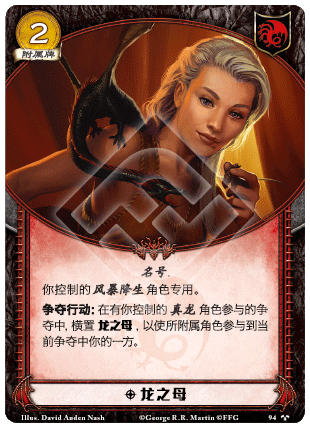 2
附属牌
名号.
你控制的 风暴降生 角色专用。
争夺行动: 在有你控制的 真龙 角色参与的争
夺中, 横置 龙之母 , 以使所附属角色参与到当
前争夺中你的一方。
龙之母
Illus. David Auden Nash ©George R.R. Martin ©FFG 94